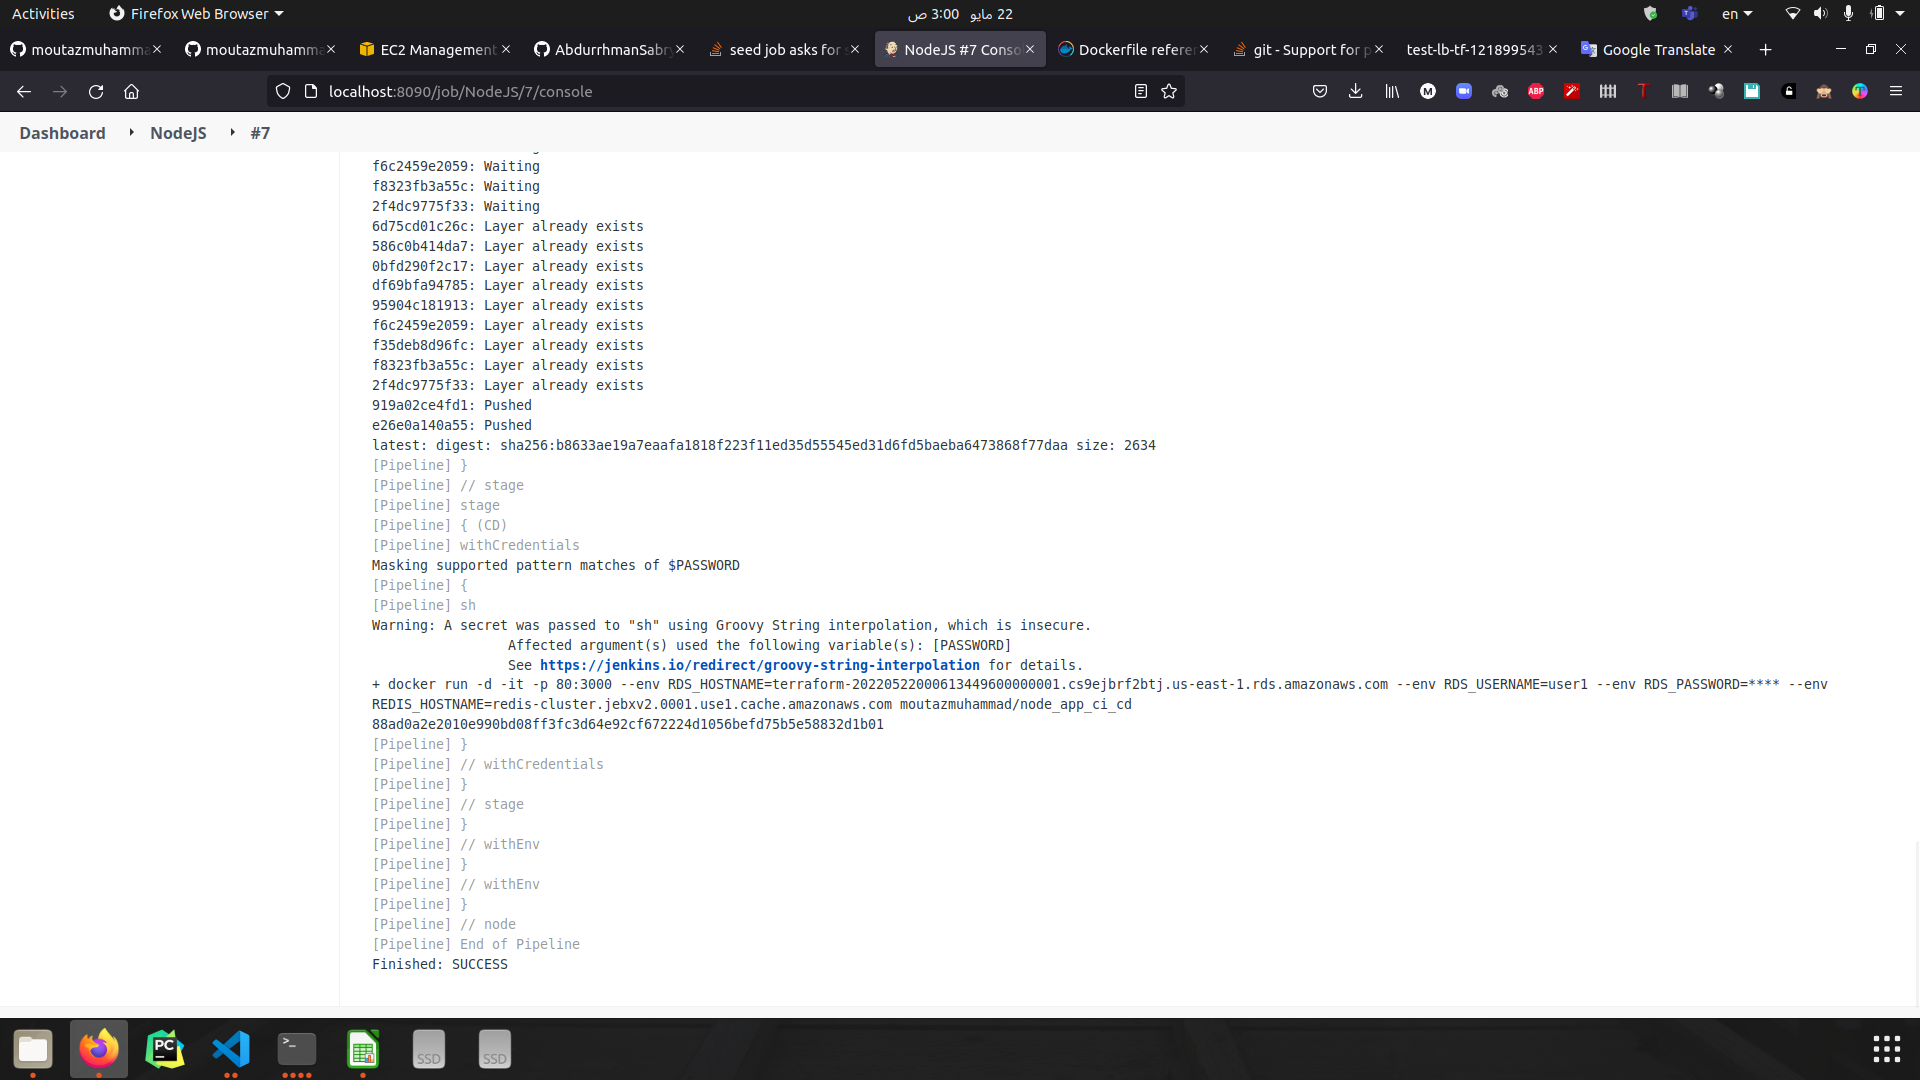 Activities
Firefox Web Browser
22 مايو 3:00 ص
en
moutazmuhamma
moutazmuhamma
EC2 Management
AbdurrhmanSabry
seed job asks for s
NodeJS #7 Conso
Dockerfile referen
git - Support for p
test-lb-tf-121899543
Google Translate
localhost:8090/job/NodeJS/7/console
Dashboard
NodeJS
#7
f6c2459e2059: Waiting
f8323fb3a55c: Waiting
2f4dc9775f33: Waiting
6d75cd01c26c: Layer already exists
586c0b414da7: Layer already exists
0bfd290f2c17: Layer already exists
df69bfa94785: Layer already exists
95904c181913: Layer already exists
f6c2459e2059: Layer already exists
f35deb8d96fc: Layer already exists
f8323fb3a55c: Layer already exists
2f4dc9775f33: Layer already exists
919a02ce4fd1: Pushed
e26e0a140a55: Pushed
latest: digest: sha256:b8633ae19a7eaafa1818f223f11ed35d55545ed31d6fd5baeba6473868f77daa size: 2634
[Pipeline] }
[Pipeline] // stage
[Pipeline] stage
[Pipeline] { (CD)
[Pipeline] withCredentials
Masking supported pattern matches of $PASSWORD
[Pipeline] {
[Pipeline] sh
Warning: A secret was passed to "sh" using Groovy String interpolation, which is insecure.
Affected argument(s) used the following variable(s): [PASSWORD]
See https://jenkins.io/redirect/groovy-string-interpolation for details.
+ docker run -d -it -p 80:3000 --env RDS_HOSTNAME=terraform-20220522000613449600000001.cs9ejbrf2btj.us-east-1.rds.amazonaws.com --env RDS_USERNAME=user1 --env RDS_PASSWORD=**** --env
REDIS_HOSTNAME=redis-cluster.jebxv2.0001.use1.cache.amazonaws.com moutazmuhammad/node_app_ci_cd
88ad0a2e2010e990bd08ff3fc3d64e92cf672224d1056befd75b5e58832d1b01
[Pipeline] }
[Pipeline] // withCredentials
[Pipeline] }
[Pipeline] // stage
[Pipeline] }
[Pipeline] // withEnv
[Pipeline] }
[Pipeline] // withEnv
[Pipeline] }
[Pipeline] // node
[Pipeline] End of Pipeline
Finished: SUCCESS
PC
SSD
SSD